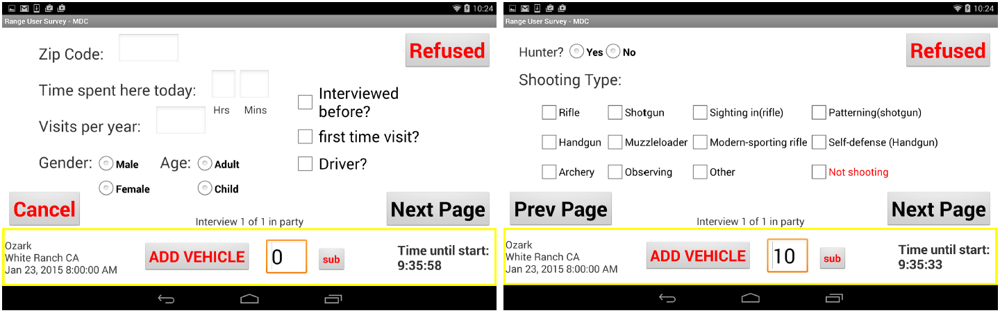 10:24
Range User Survey - MDC
Zip Code:
Refused
Time spent here today:
Hrs Mins
Interviewed
before?
Visits per year:
first time visit?
Gender: Male Age: Adult
Driver?
Female Child
Cancel
Next Page
Interview 1 of 1 in party
Ozark
White Ranch CA
Jan 23, 2015 8:00:00 AM
ADD VEHICLE
0
sub
Time until start:
9:35:58
10:24
Range User Survey - MDC
Hunter? Yes No
Refused
Shooting Type:
Rifle Shotgun Sighting in(rifle) Patterning(shotgun)
Handgun Muzzleloader Modern-sporting rifle Self-defense (Handgun)
Archery Observing Other Not shooting
Prev Page
Next Page
Interview 1 of 1 in party
Ozark
White Ranch CA
Jan 23, 2015 8:00:00 AM
ADD VEHICLE
10
sub
Time until start:
9:35:33